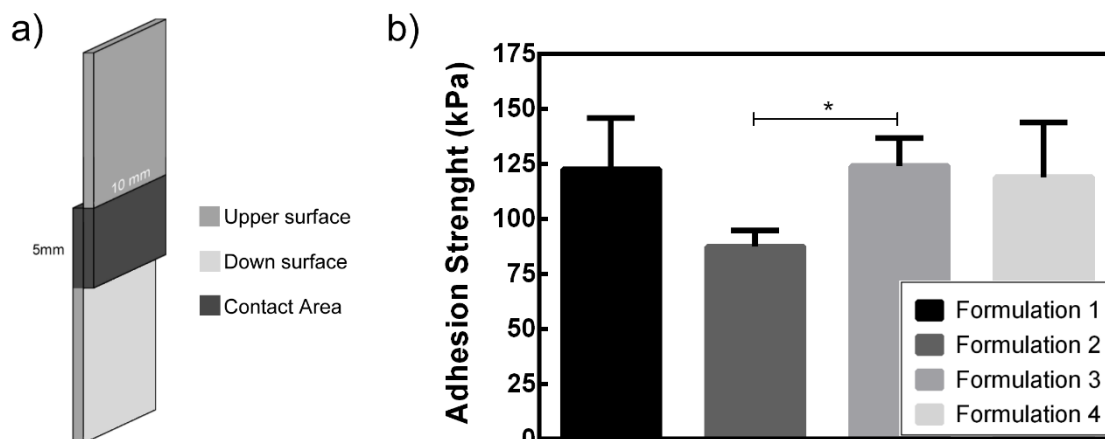 a)
10 mm
5mm
Upper surface
Down surface
Contact Area
b)
Adhesion Strenght (kPa)
175
150
125
100
75
50
25
0
*
Formulation 1
Formulation 2
Formulation 3
Formulation 4